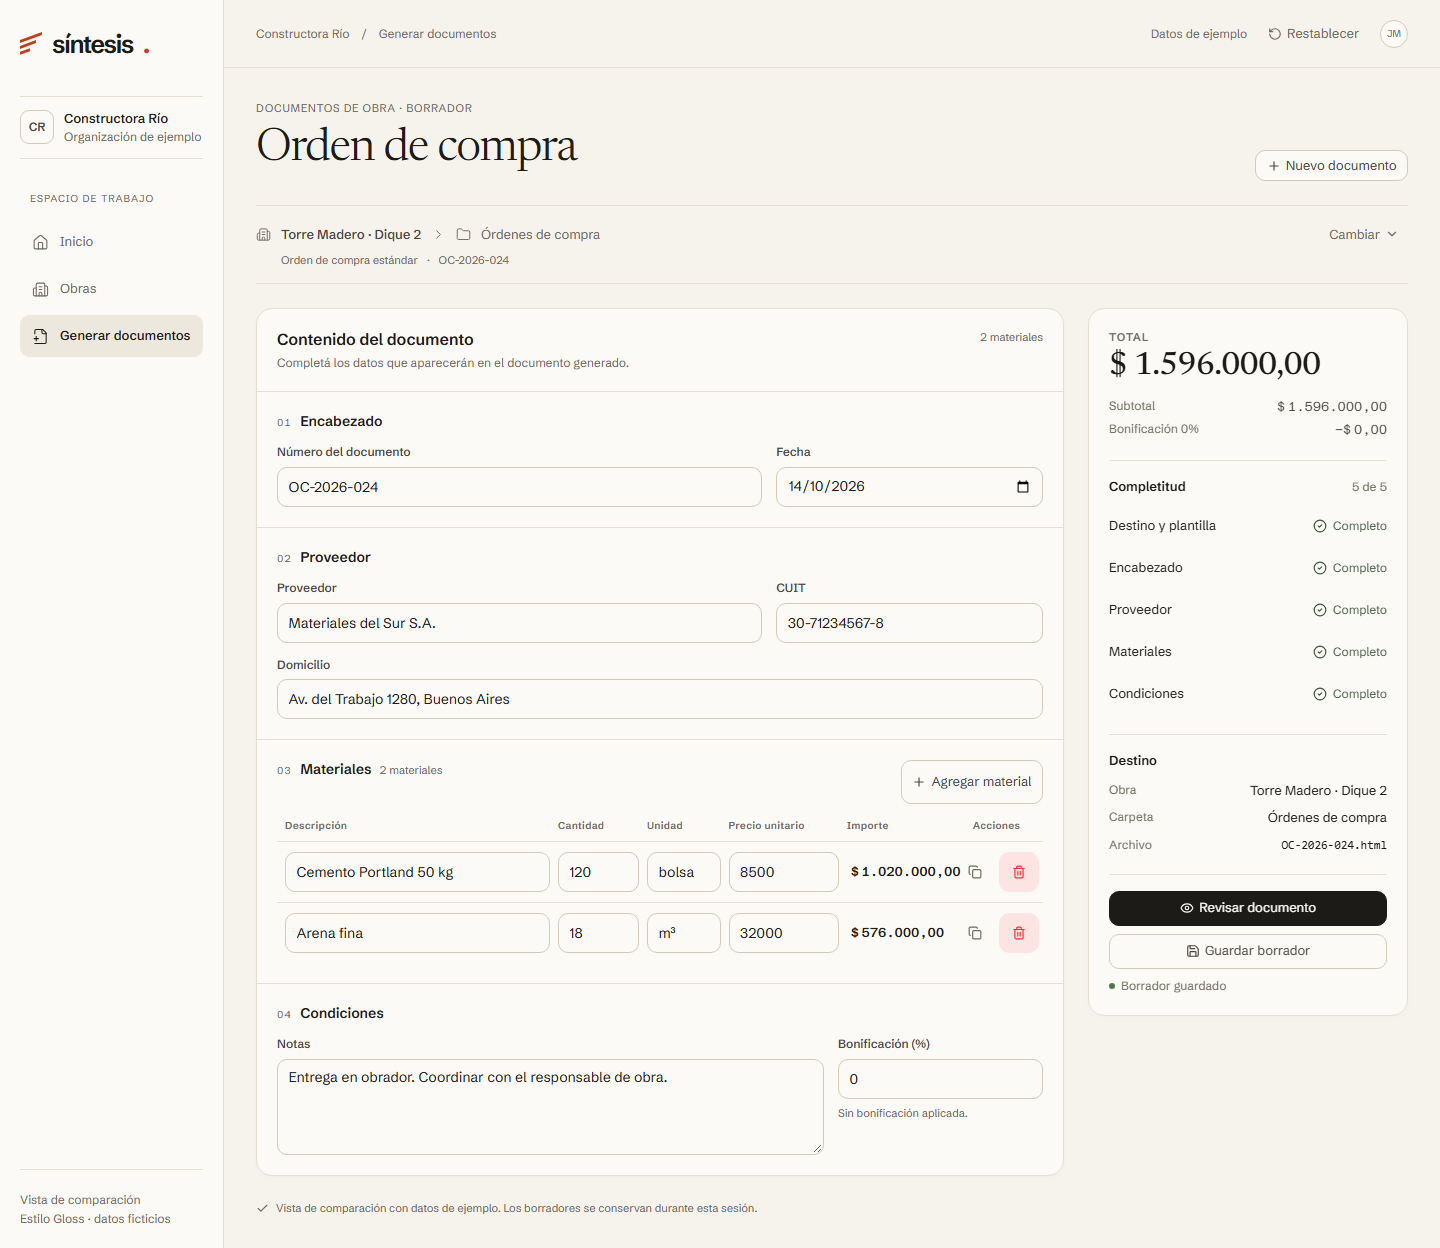 síntesis.
CR
Constructora Río
Organización de ejemplo
ESPACIO DE TRABAJO
Inicio
Obras
Generar documentos
Vista de comparación
Estilo Gloss · datos ficticios
Constructora Río / Generar documentos
Datos de ejemplo
Restablecer
JM
DOCUMENTOS DE OBRA · BORRADOR
Orden de compra
Nuevo documento
Torre Madero · Dique 2
Órdenes de compra
Cambiar
Orden de compra estándar · OC-2026-024
Contenido del documento
2 materiales
Completá los datos que aparecerán en el documento generado.
01 Encabezado
Número del documento
Fecha
OC-2026-024
14/10/2026
02 Proveedor
Proveedor
CUIT
Materiales del Sur S.A.
30-71234567-8
Domicilio
Av. del Trabajo 1280, Buenos Aires
03 Materiales 2 materiales
Agregar material
Descripción Cantidad Unidad Precio unitario Importe Acciones
Cemento Portland 50 kg 120 bolsa 8500 $ 1.020.000,00
Arena fina 18 m³ 32000 $ 576.000,00
04 Condiciones
Notas
Bonificación (%)
Entrega en obrador. Coordinar con el responsable de obra.
0
Sin bonificación aplicada.
Vista de comparación con datos de ejemplo. Los borradores se conservan durante esta sesión.
TOTAL
$ 1.596.000,00
Subtotal $ 1.596.000,00
Bonificación 0% −$ 0,00
Completitud 5 de 5
Destino y plantilla Completo
Encabezado Completo
Proveedor Completo
Materiales Completo
Condiciones Completo
Destino
Obra Torre Madero · Dique 2
Carpeta Órdenes de compra
Archivo OC-2026-024.html
Revisar documento
Guardar borrador
Borrador guardado